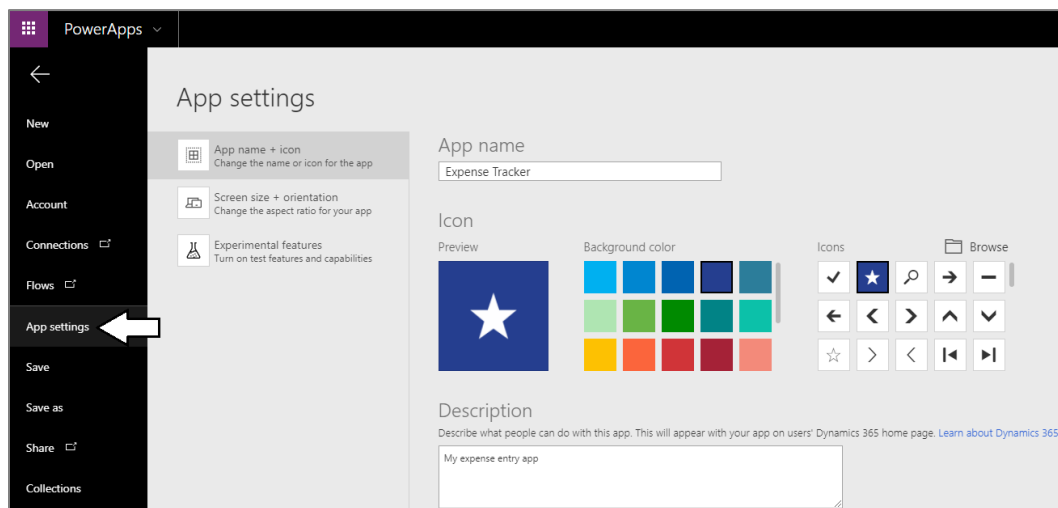 PowerApps
App settings
New
Open
Account
Connections
Flows
App settings
Save
Save as
Share
Collections
App name + icon
Change the name or icon for the app
Screen size + orientation
Change the aspect ratio for your app
Experimental features
Turn on test features and capabilities
App name
Expense Tracker
Icon
Preview
Background color
Icons
Browse
Description
Describe what people can do with this app. This will appear with your app on users' Dynamics 365 home page. Learn about Dynamics 365
My expense entry app